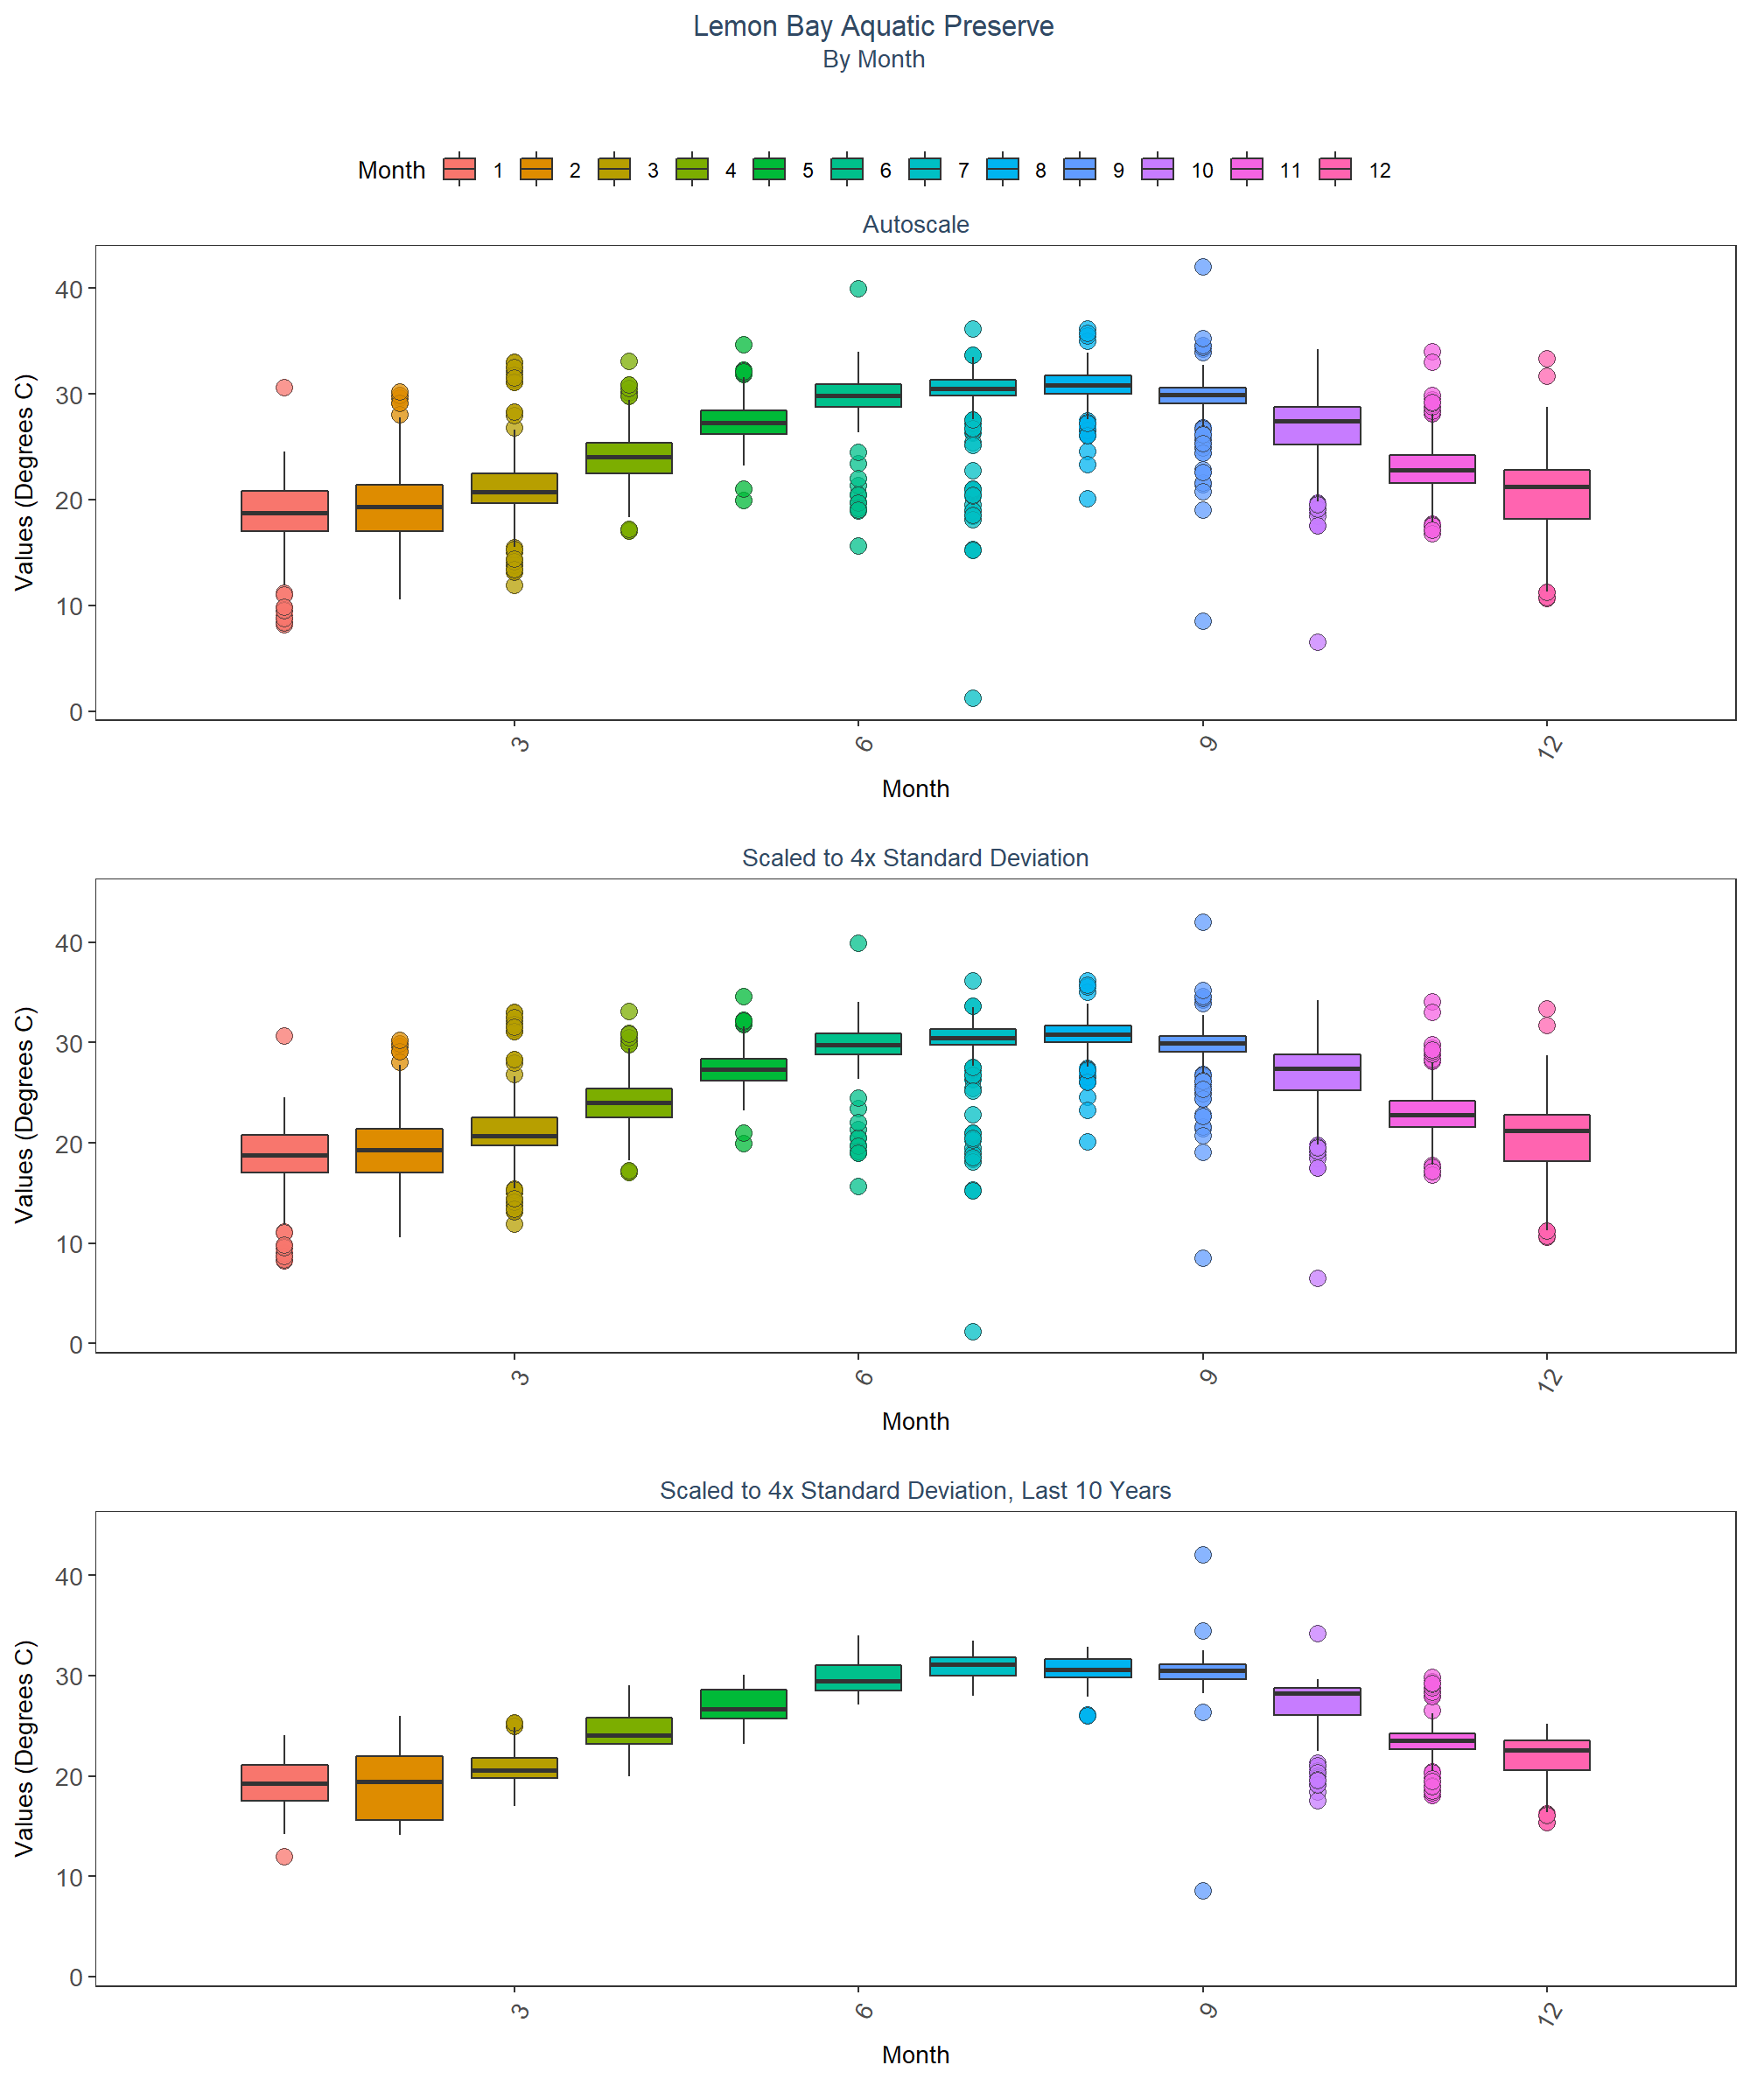 Lemon Bay Aquatic Preserve
By Month
Month 1 2 3 4 5 6 7 8 9 10 11 12
Autoscale
Values (Degrees C)
40
30
20
10
0
3 6 9 12
Month
Scaled to 4x Standard Deviation
Values (Degrees C)
40
30
20
10
0
3 6 9 12
Month
Scaled to 4x Standard Deviation, Last 10 Years
Values (Degrees C)
40
30
20
10
0
3 6 9 12
Month